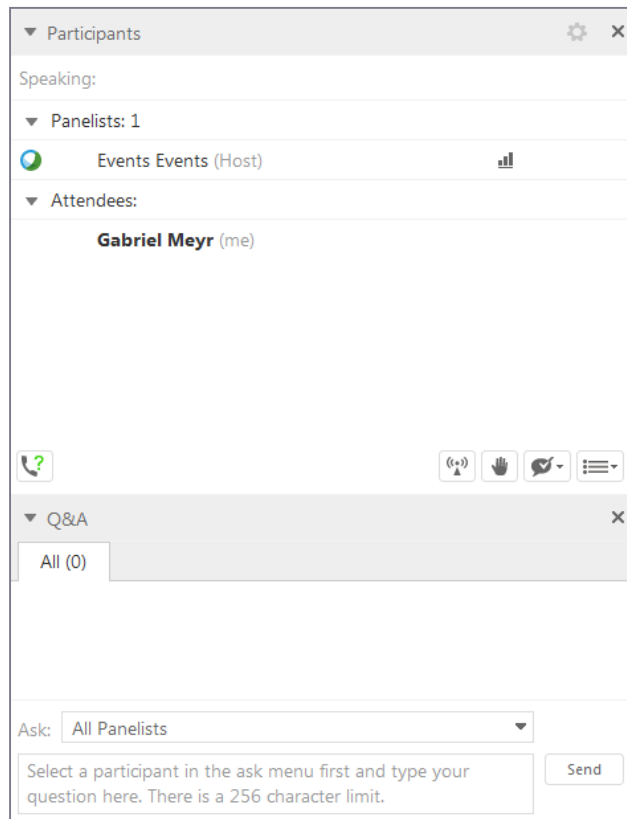 Participants
Speaking:
Panelists: 1
Events Events (Host)
Attendees:
Gabriel Meyr (me)
?
Q&A
All (0)
Ask: All Panelists
Select a participant in the ask menu first and type your
question here. There is a 256 character limit.
Send